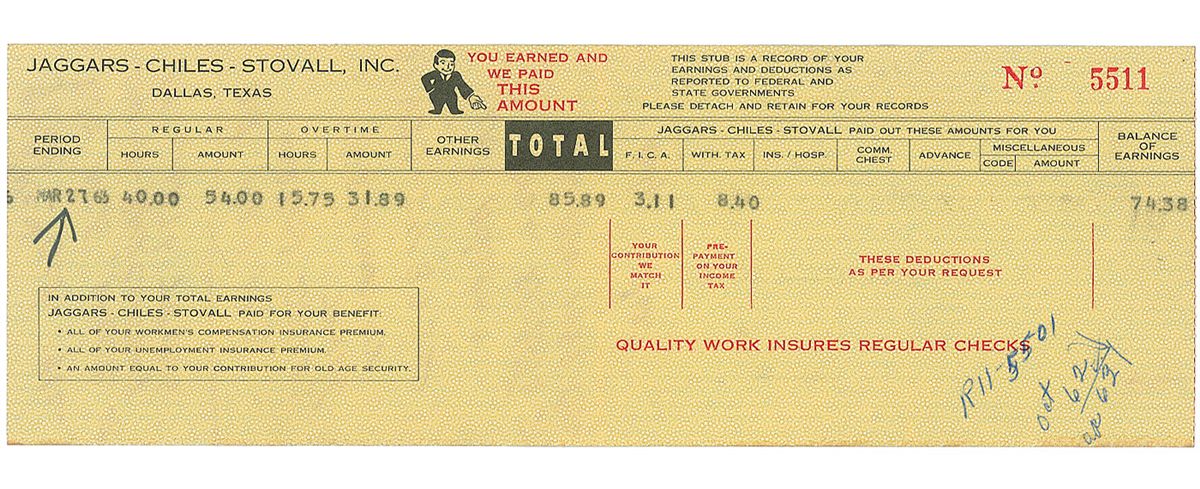 JAGGARS - CHILES - STOVALL, INC.
DALLAS, TEXAS
YOU EARNED AND
WE PAID
THIS
AMOUNT
THIS STUB IS A RECORD OF YOUR
EARNINGS AND DEDUCTIONS AS
REPORTED TO FEDERAL AND
STATE GOVERNMENTS
PLEASE DETACH AND RETAIN FOR YOUR RECORDS
Nº 5511
PERIOD ENDING REGULAR HOURS AMOUNT OVERTIME HOURS AMOUNT OTHER EARNINGS TOTAL JAGGARS - CHILES - STOVALL PAID OUT THESE AMOUNTS FOR YOU F.I.C.A. WITH. TAX INS. / HOSP. COMM. CHEST ADVANCE MISCELLANEOUS CODE AMOUNT BALANCE OF EARNINGS
MAR 27 63 40.00 54.00 15.75 31.89 85.89 3.11 8.40 74.38
YOUR
CONTRIBUTION
WE
MATCH
IT
PRE-
PAYMENT
ON YOUR
INCOME
TAX
THESE DEDUCTIONS
AS PER YOUR REQUEST
IN ADDITION TO YOUR TOTAL EARNINGS
JAGGARS - CHILES - STOVALL PAID FOR YOUR BENEFIT:
• ALL OF YOUR WORKMEN'S COMPENSATION INSURANCE PREMIUM.
• ALL OF YOUR UNEMPLOYMENT INSURANCE PREMIUM.
• AN AMOUNT EQUAL TO YOUR CONTRIBUTION FOR OLD AGE SECURITY.
QUALITY WORK INSURES REGULAR CHECKS
R11-5501
Oct 62
ap 63